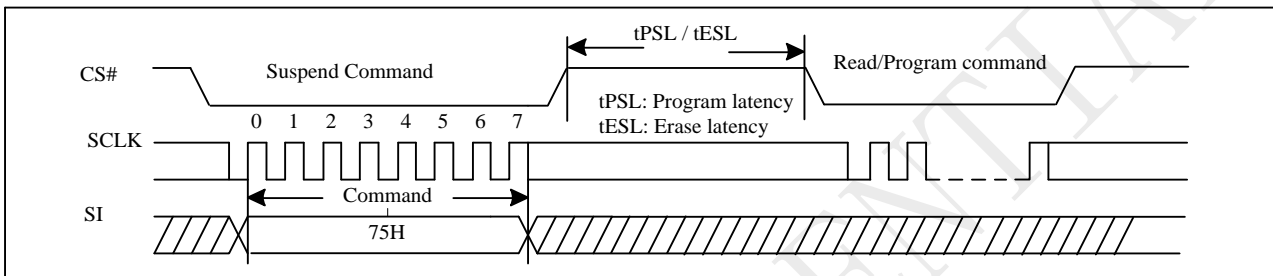 tPSL / tESL
CS#
Suspend Command
Read/Program command
tPSL: Program latency
tESL: Erase latency
0 1 2 3 4 5 6 7
SCLK
Command
SI
75H
ENTIA